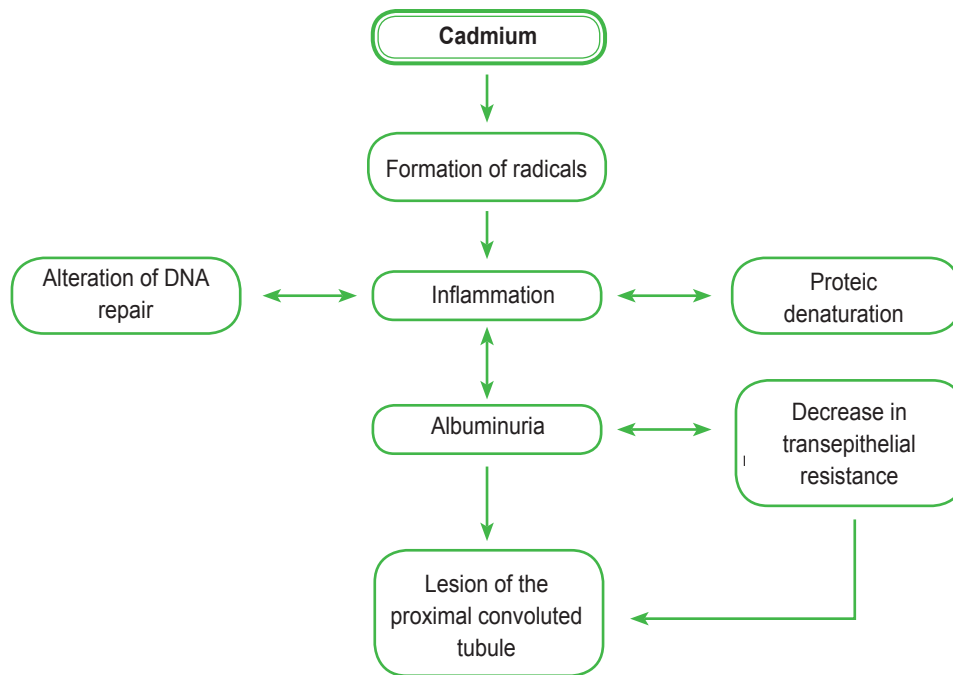 Cadmium
Formation of radicals
Alteration of DNA
repair
Inflammation
Proteic
denaturation
Albuminuria
Decrease in
transepithelial
resistance
Lesion of the
proximal convoluted
tubule